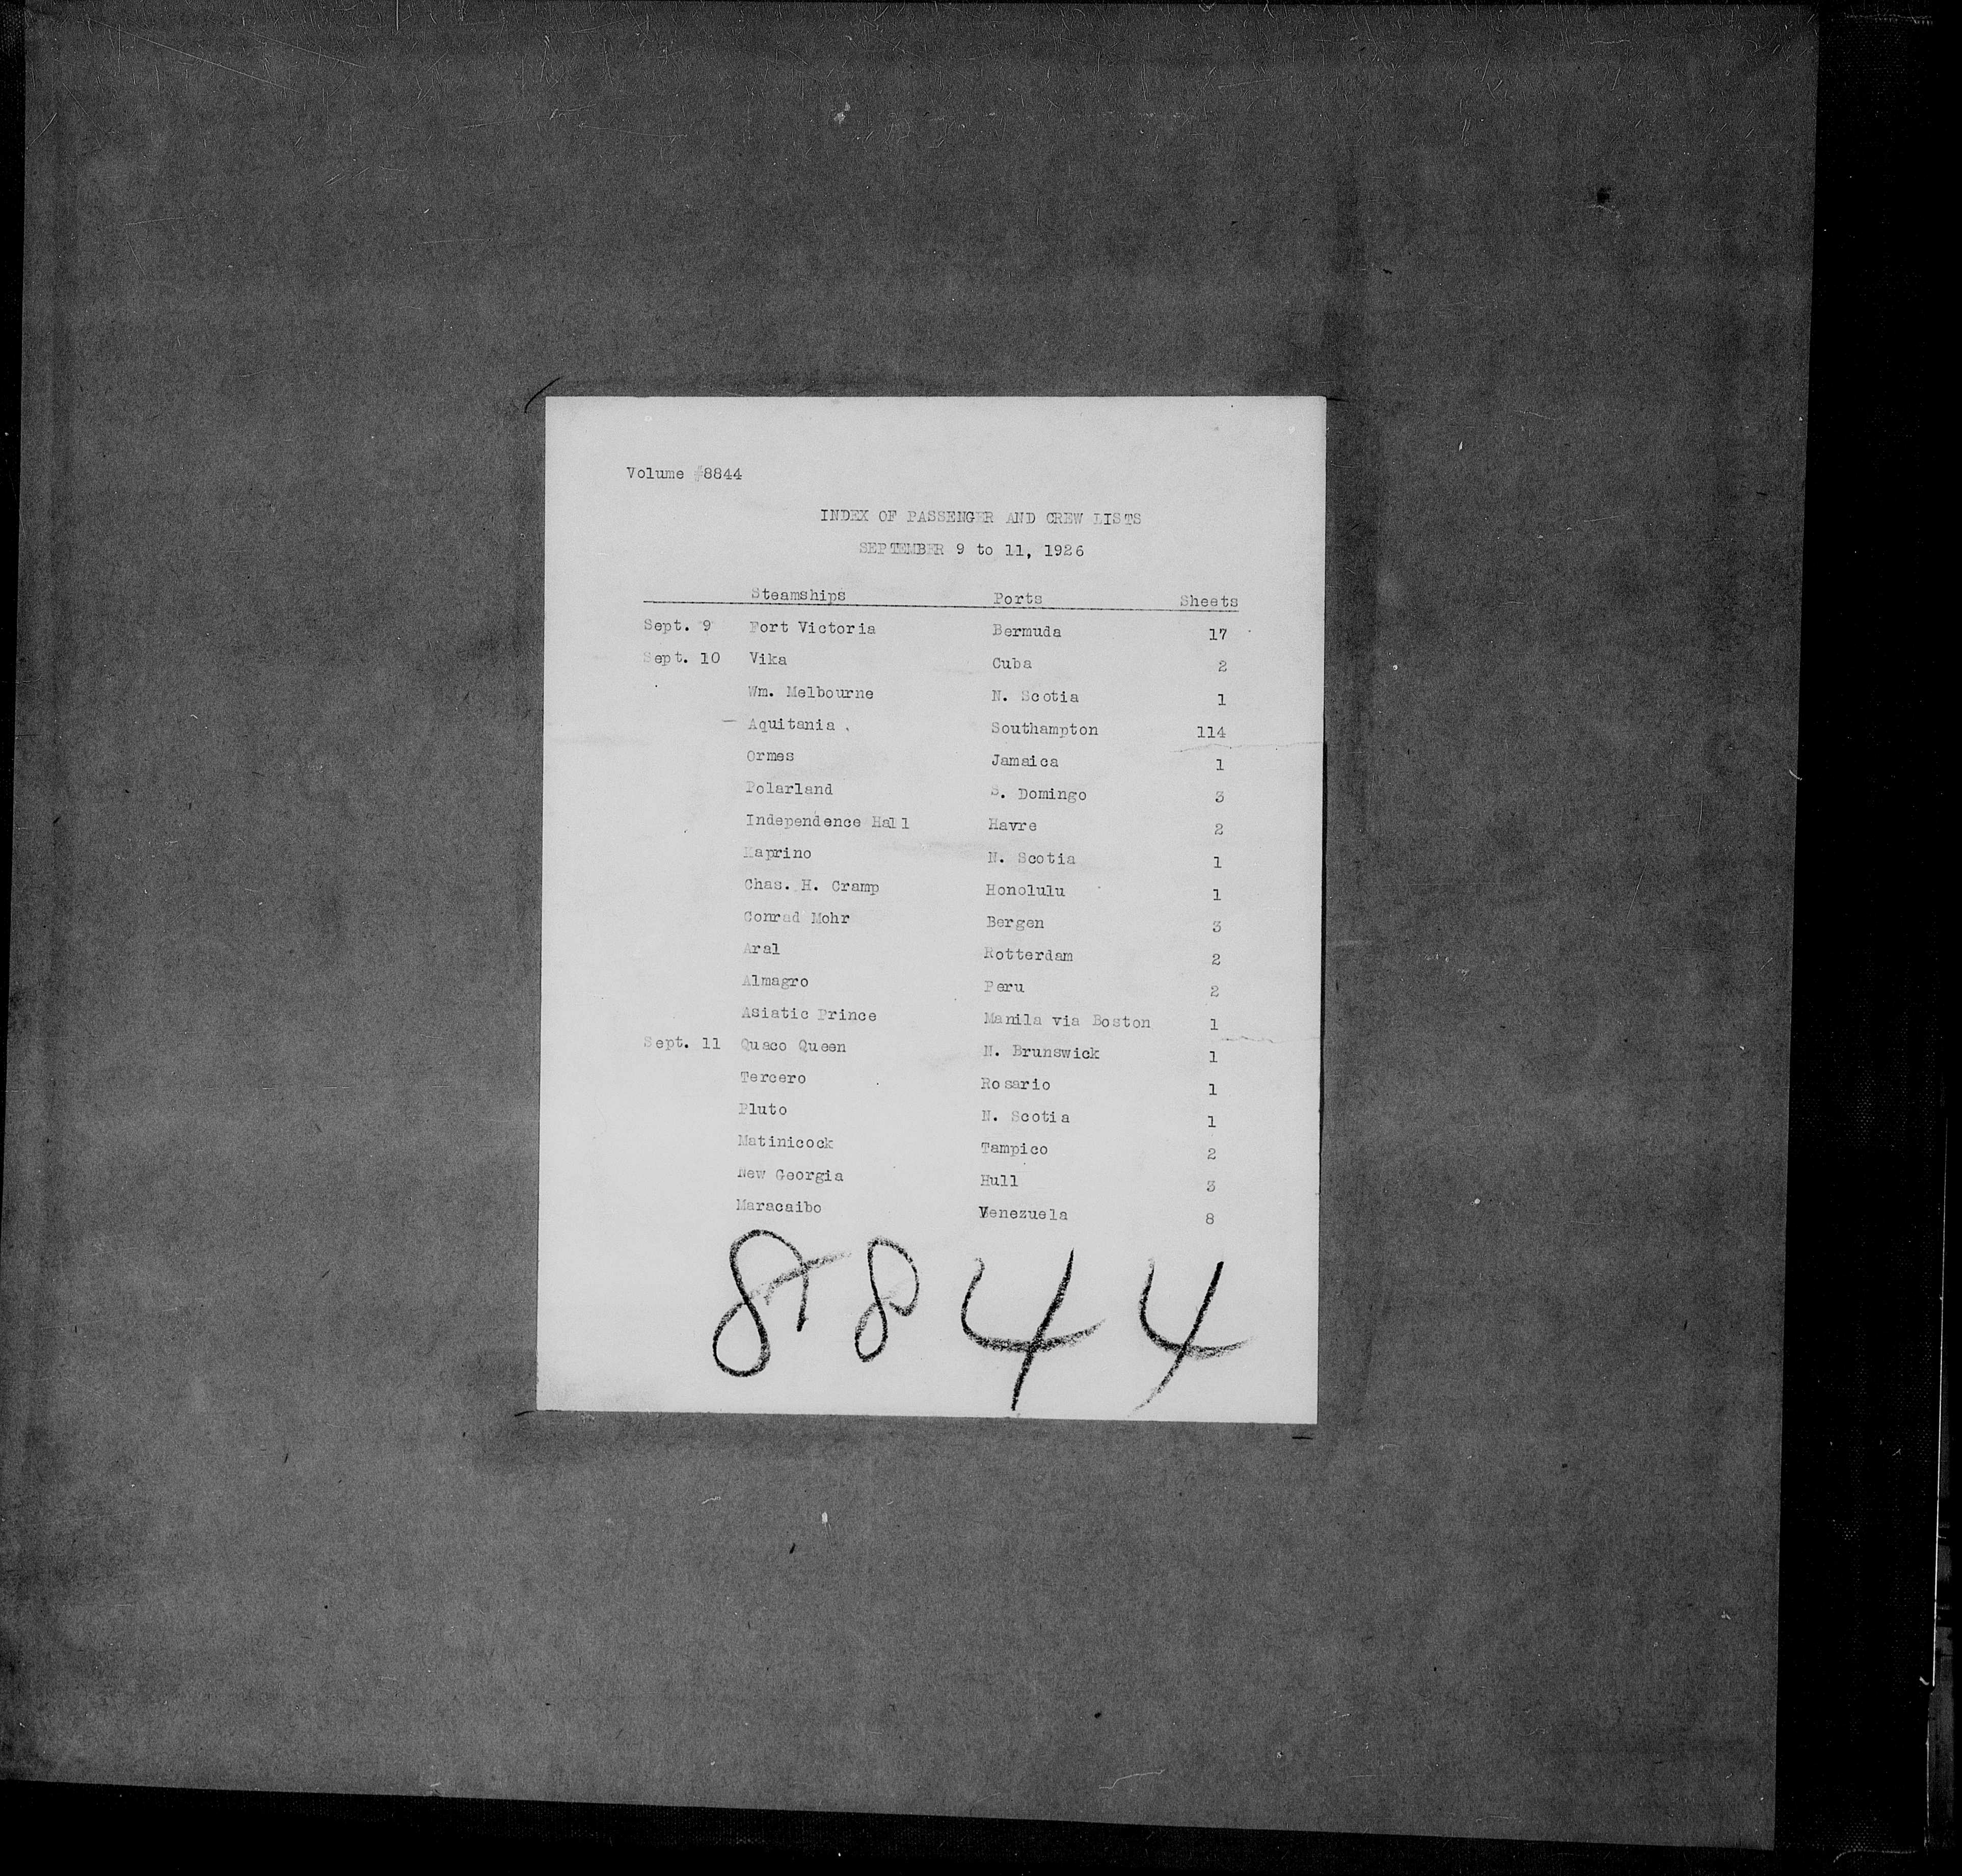 Volume #8844
INDEX OF PASSENGER AND CREW LISTS
SEPTEMBER 9 to 11, 1926
Steamships Ports Sheets
Sept. 9 Fort Victoria Bermuda 17
Sept. 10 Vika Cuba 2
Wm. Melbourne N. Scotia 1
Aquitania Southampton 114
Ormes Jamaica 1
Polarland S. Domingo 3
Independence Hall Havre 2
N. Scotia 1
Chas. H. Cramp Honolulu 1
Conrad Mohr Bergen 3
Aral Rotterdam 2
Almagro Peru 2
Asiatic Prince Manila via Boston 1
Sept. 11 Quaco Queen N. Brunswick 1
Tercero Rosario 1
Pluto N. Scotia 1
Matinicock Tampico 2
New Georgia Hull 3
Maracaibo Venezuela 8
8844